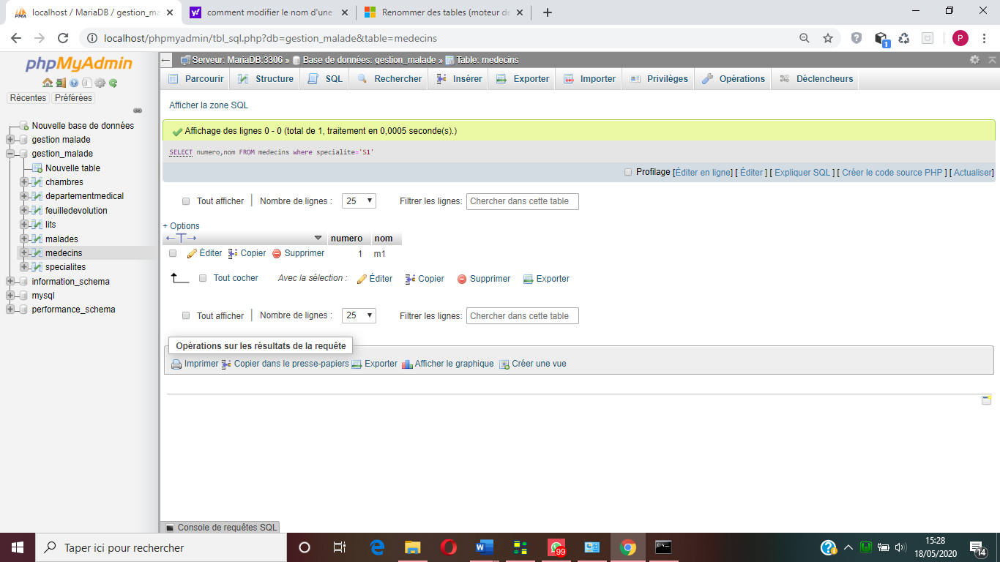 localhost / MariaDB / gestion_ma
comment modifier le nom d'une
Renommer des tables (moteur de
localhost/phpmyadmin/tbl_sql.php?db=gestion_malade&table=medecins
1
P
phpMyAdmin
Récentes
Préférées
Nouvelle base de données
gestion malade
gestion_malade
Nouvelle table
chambres
departementmedical
feuilledevolution
lits
malades
medecins
specialites
information_schema
mysql
performance_schema
Serveur: MariaDB:3306 » Base de données: gestion_malade » Table: medecins
Parcourir Structure SQL Rechercher Insérer Exporter Importer Privilèges Opérations Déclencheurs
Afficher la zone SQL
Affichage des lignes 0 - 0 (total de 1, traitement en 0,0005 seconde(s).)
SELECT numero,nom FROM medecins where specialite='S1'
Profilage [Éditer en ligne] [ Éditer ] [ Expliquer SQL ] [ Créer le code source PHP ] [ Actualiser]
Tout afficher Nombre de lignes : 25 Filtrer les lignes: Chercher dans cette table
+ Options
numero nom
Éditer Copier Supprimer 1 m1
Tout cocher Avec la sélection : Éditer Copier Supprimer Exporter
Tout afficher Nombre de lignes : 25 Filtrer les lignes: Chercher dans cette table
Opérations sur les résultats de la requête
Imprimer Copier dans le presse-papiers Exporter Afficher le graphique Créer une vue
Console de requêtes SQL
Taper ici pour rechercher
99
15:28
18/05/2020
14